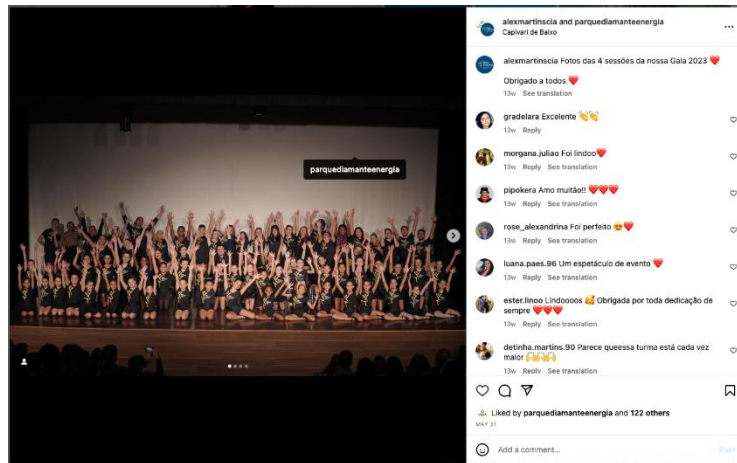 parquediamanteenergia
alexmartinscia and parquediamanteenergia
Capivari de Baixo
alexmartinscia Fotos das 4 sessões da nossa Gala 2023 ❤️
Obrigado a todos ❤️
13w See translation
gradelara Excelente 👏👏
13w Reply
morgana.juliao Foi lindoo❤️
13w Reply See translation
pipokera Amo muitão!! ❤️❤️❤️
13w Reply See translation
rose_alexandrina Foi perfeito 😍❤️
13w Reply See translation
luana.paes.96 Um espetáculo de evento ❤️
13w Reply See translation
ester.linoo Lindooooos 🥰 Obrigada por toda dedicação de
sempre ❤️❤️❤️
13w Reply See translation
detinha.martins.90 Parece queessa turma está cada vez
maior 🙌🙌🙌
13w Reply See translation
Liked by parquediamanteenergia and 122 others
MAY 31
Add a comment...
Post